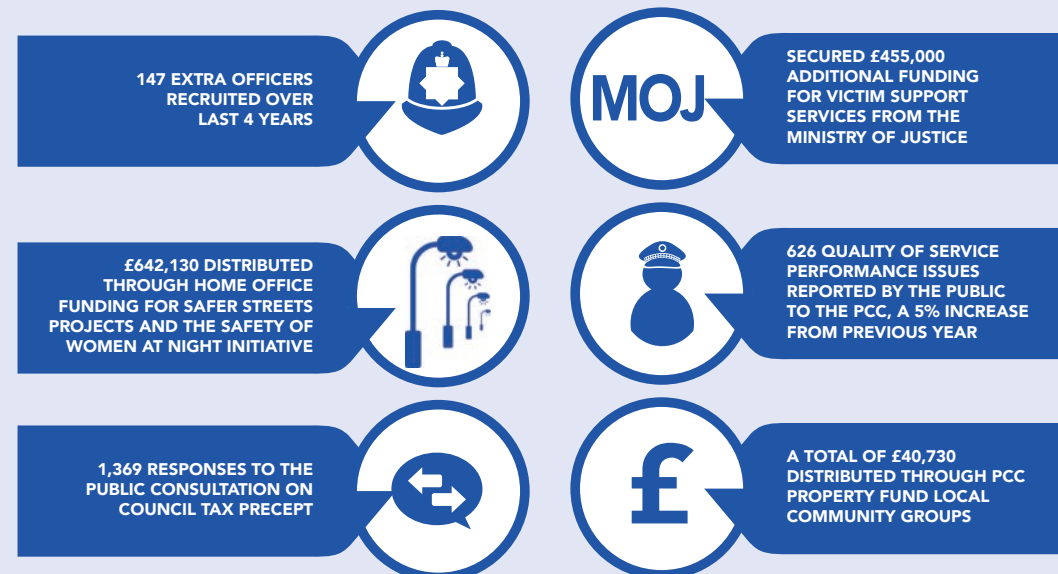 147 EXTRA OFFICERS
RECRUITED OVER
LAST 4 YEARS
MOJ
SECURED £455,000
ADDITIONAL FUNDING
FOR VICTIM SUPPORT
SERVICES FROM THE
MINISTRY OF JUSTICE
£642,130 DISTRIBUTED
THROUGH HOME OFFICE
FUNDING FOR SAFER STREETS
PROJECTS AND THE SAFETY OF
WOMEN AT NIGHT INITIATIVE
626 QUALITY OF SERVICE
PERFORMANCE ISSUES
REPORTED BY THE PUBLIC
TO THE PCC, A 5% INCREASE
FROM PREVIOUS YEAR
1,369 RESPONSES TO THE
PUBLIC CONSULTATION ON
COUNCIL TAX PRECEPT
£
A TOTAL OF £40,730
DISTRIBUTED THROUGH PCC
PROPERTY FUND LOCAL
COMMUNITY GROUPS